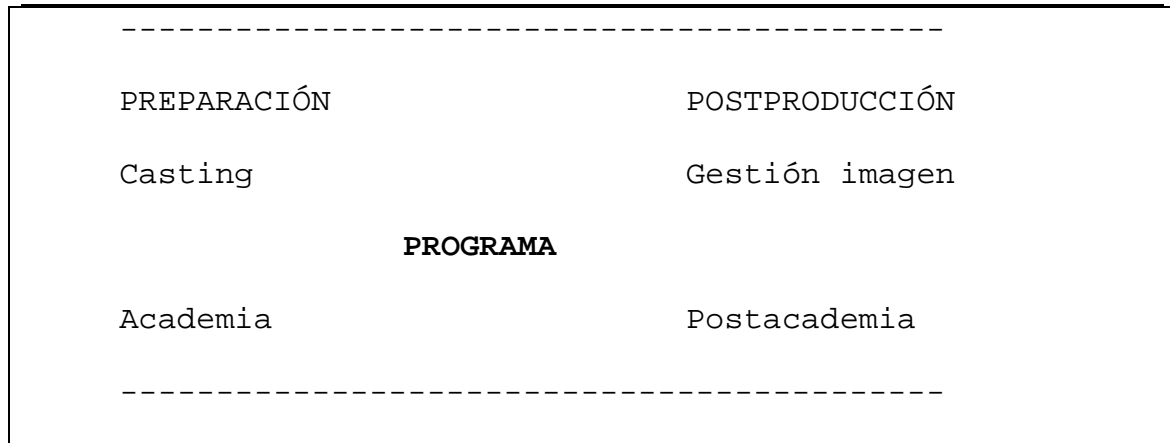 -------------------------------------------
PREPARACIÓN POSTPRODUCCIÓN
Casting Gestión imagen
PROGRAMA
Academia Postacademia
-------------------------------------------